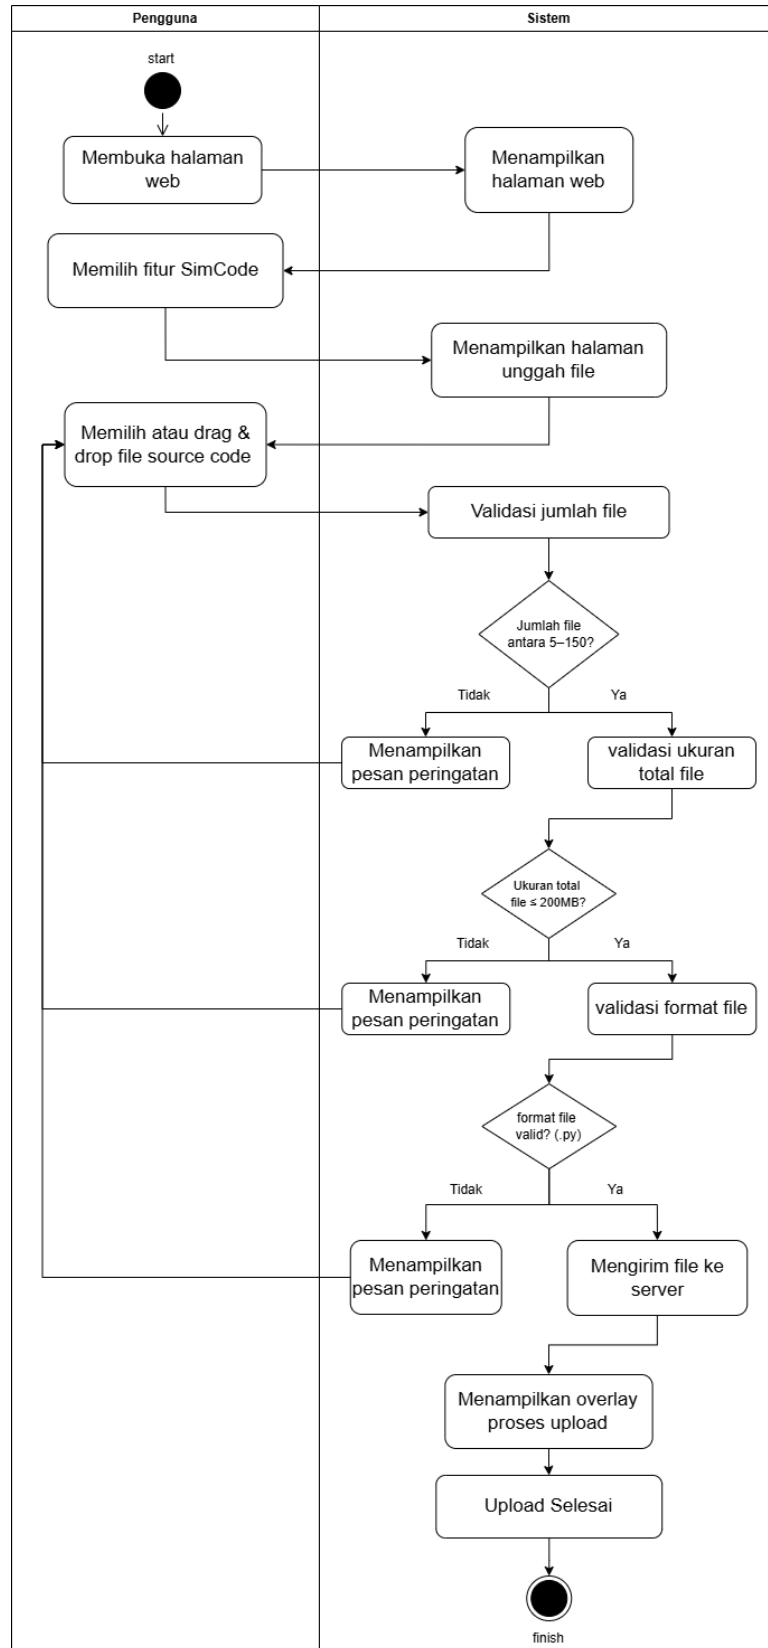 Pengguna
Sistem
start
Membuka halaman
web
Menampilkan
halaman web
Memilih fitur SimCode
Menampilkan halaman
unggah file
Memilih atau drag &
drop file source code
Validasi jumlah file
Jumlah file
antara 5–150?
Tidak
Ya
Menampilkan
pesan peringatan
validasi ukuran
total file
Ukuran total
file ≤ 200MB?
Tidak
Ya
Menampilkan
pesan peringatan
validasi format file
format file
valid? (.py)
Tidak
Ya
Menampilkan
pesan peringatan
Mengirim file ke
server
Menampilkan overlay
proses upload
Upload Selesai
finish